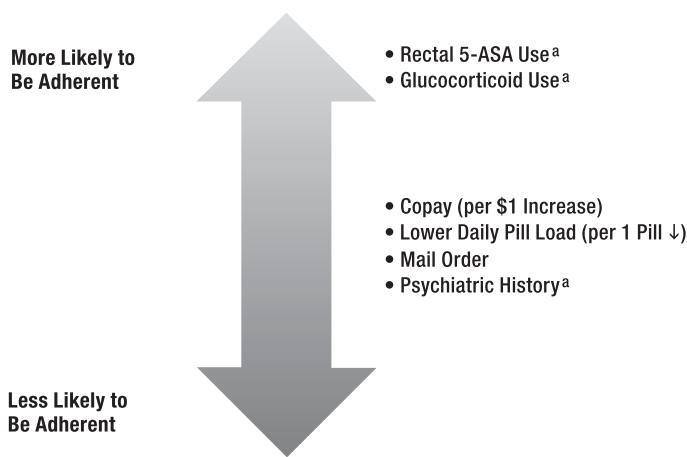 More Likely to
Be Adherent
• Rectal 5-ASA Use a
• Glucocorticoid Use a
• Copay (per $1 Increase)
• Lower Daily Pill Load (per 1 Pill ↓)
• Mail Order
• Psychiatric History a
Less Likely to
Be Adherent